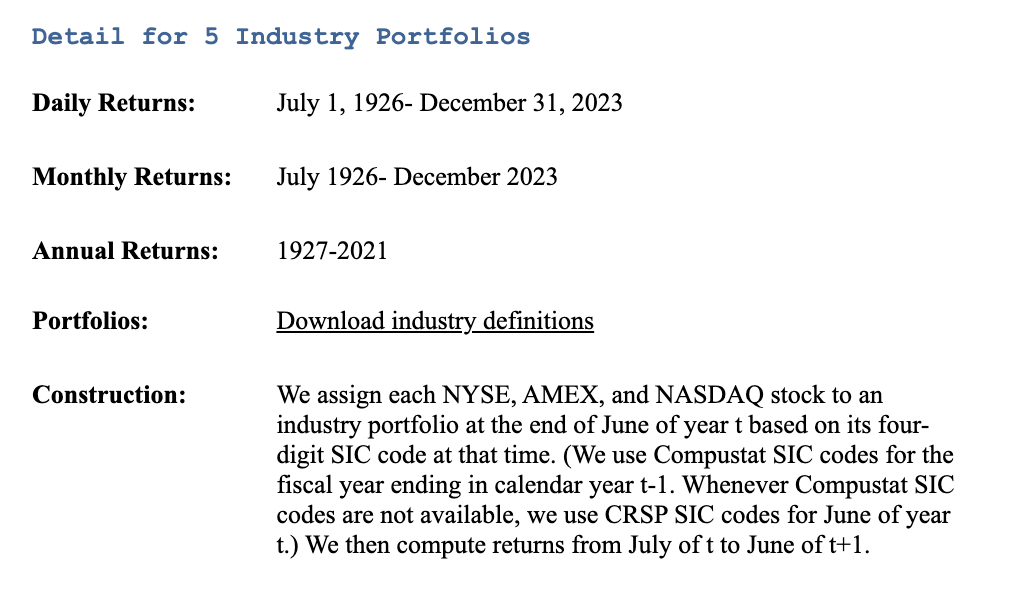 Detail for 5 Industry Portfolios
Daily Returns: July 1, 1926- December 31, 2023
Monthly Returns: July 1926- December 2023
Annual Returns: 1927-2021
Portfolios: Download industry definitions
Construction: We assign each NYSE, AMEX, and NASDAQ stock to an
industry portfolio at the end of June of year t based on its four-
digit SIC code at that time. (We use Compustat SIC codes for the
fiscal year ending in calendar year t-1. Whenever Compustat SIC
codes are not available, we use CRSP SIC codes for June of year
t.) We then compute returns from July of t to June of t+1.